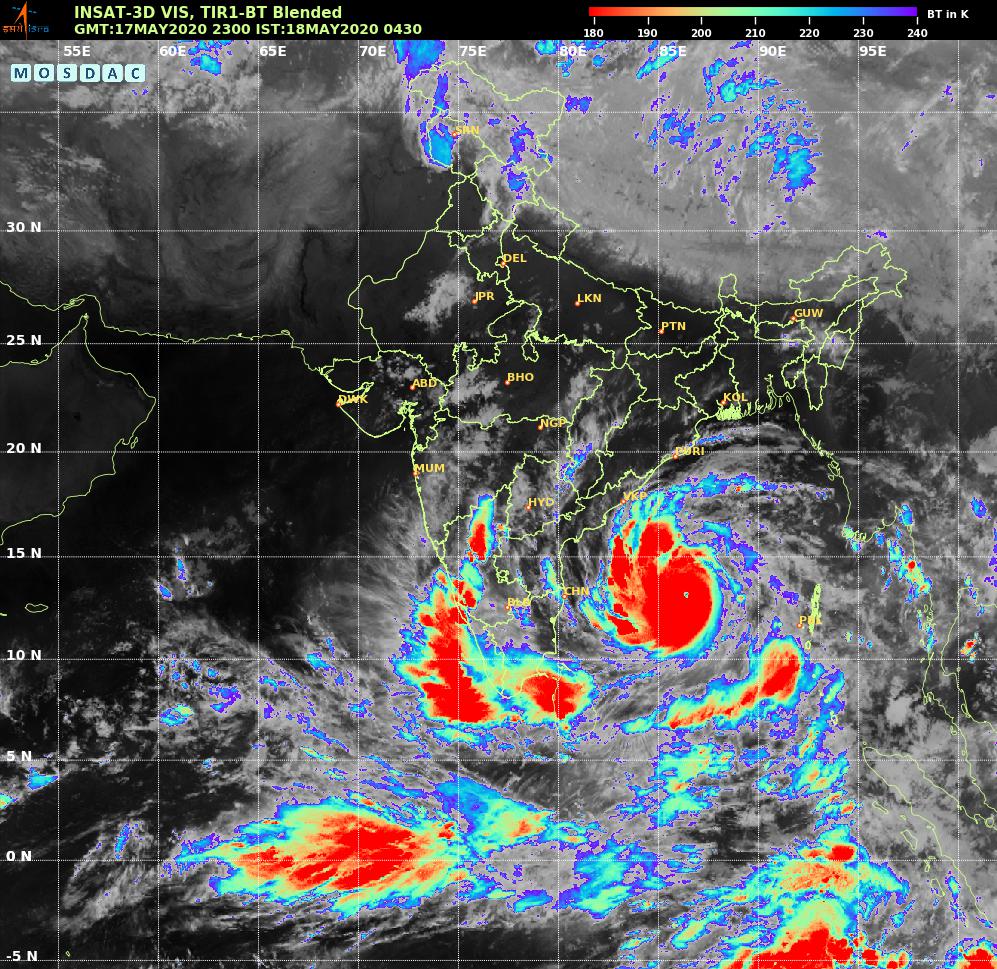 INSAT-3D VIS, TIR1-BT Blended
GMT:17MAY2020 2300 IST:18MAY2020 0430
BT in K
180 190 200 210 220 230 240
55E 60E 65E 70E 75E 80E 85E 90E 95E
MOSDAC
SRN
30 N
DEL
JPR
LKN
GUW
PTN
25 N
BHO
ABD
DWK
KOL
NGP
20 N
PURI
MUM
VKP
HYD
15 N
CHN
BLR
PBL
10 N
5 N
0 N
-5 N